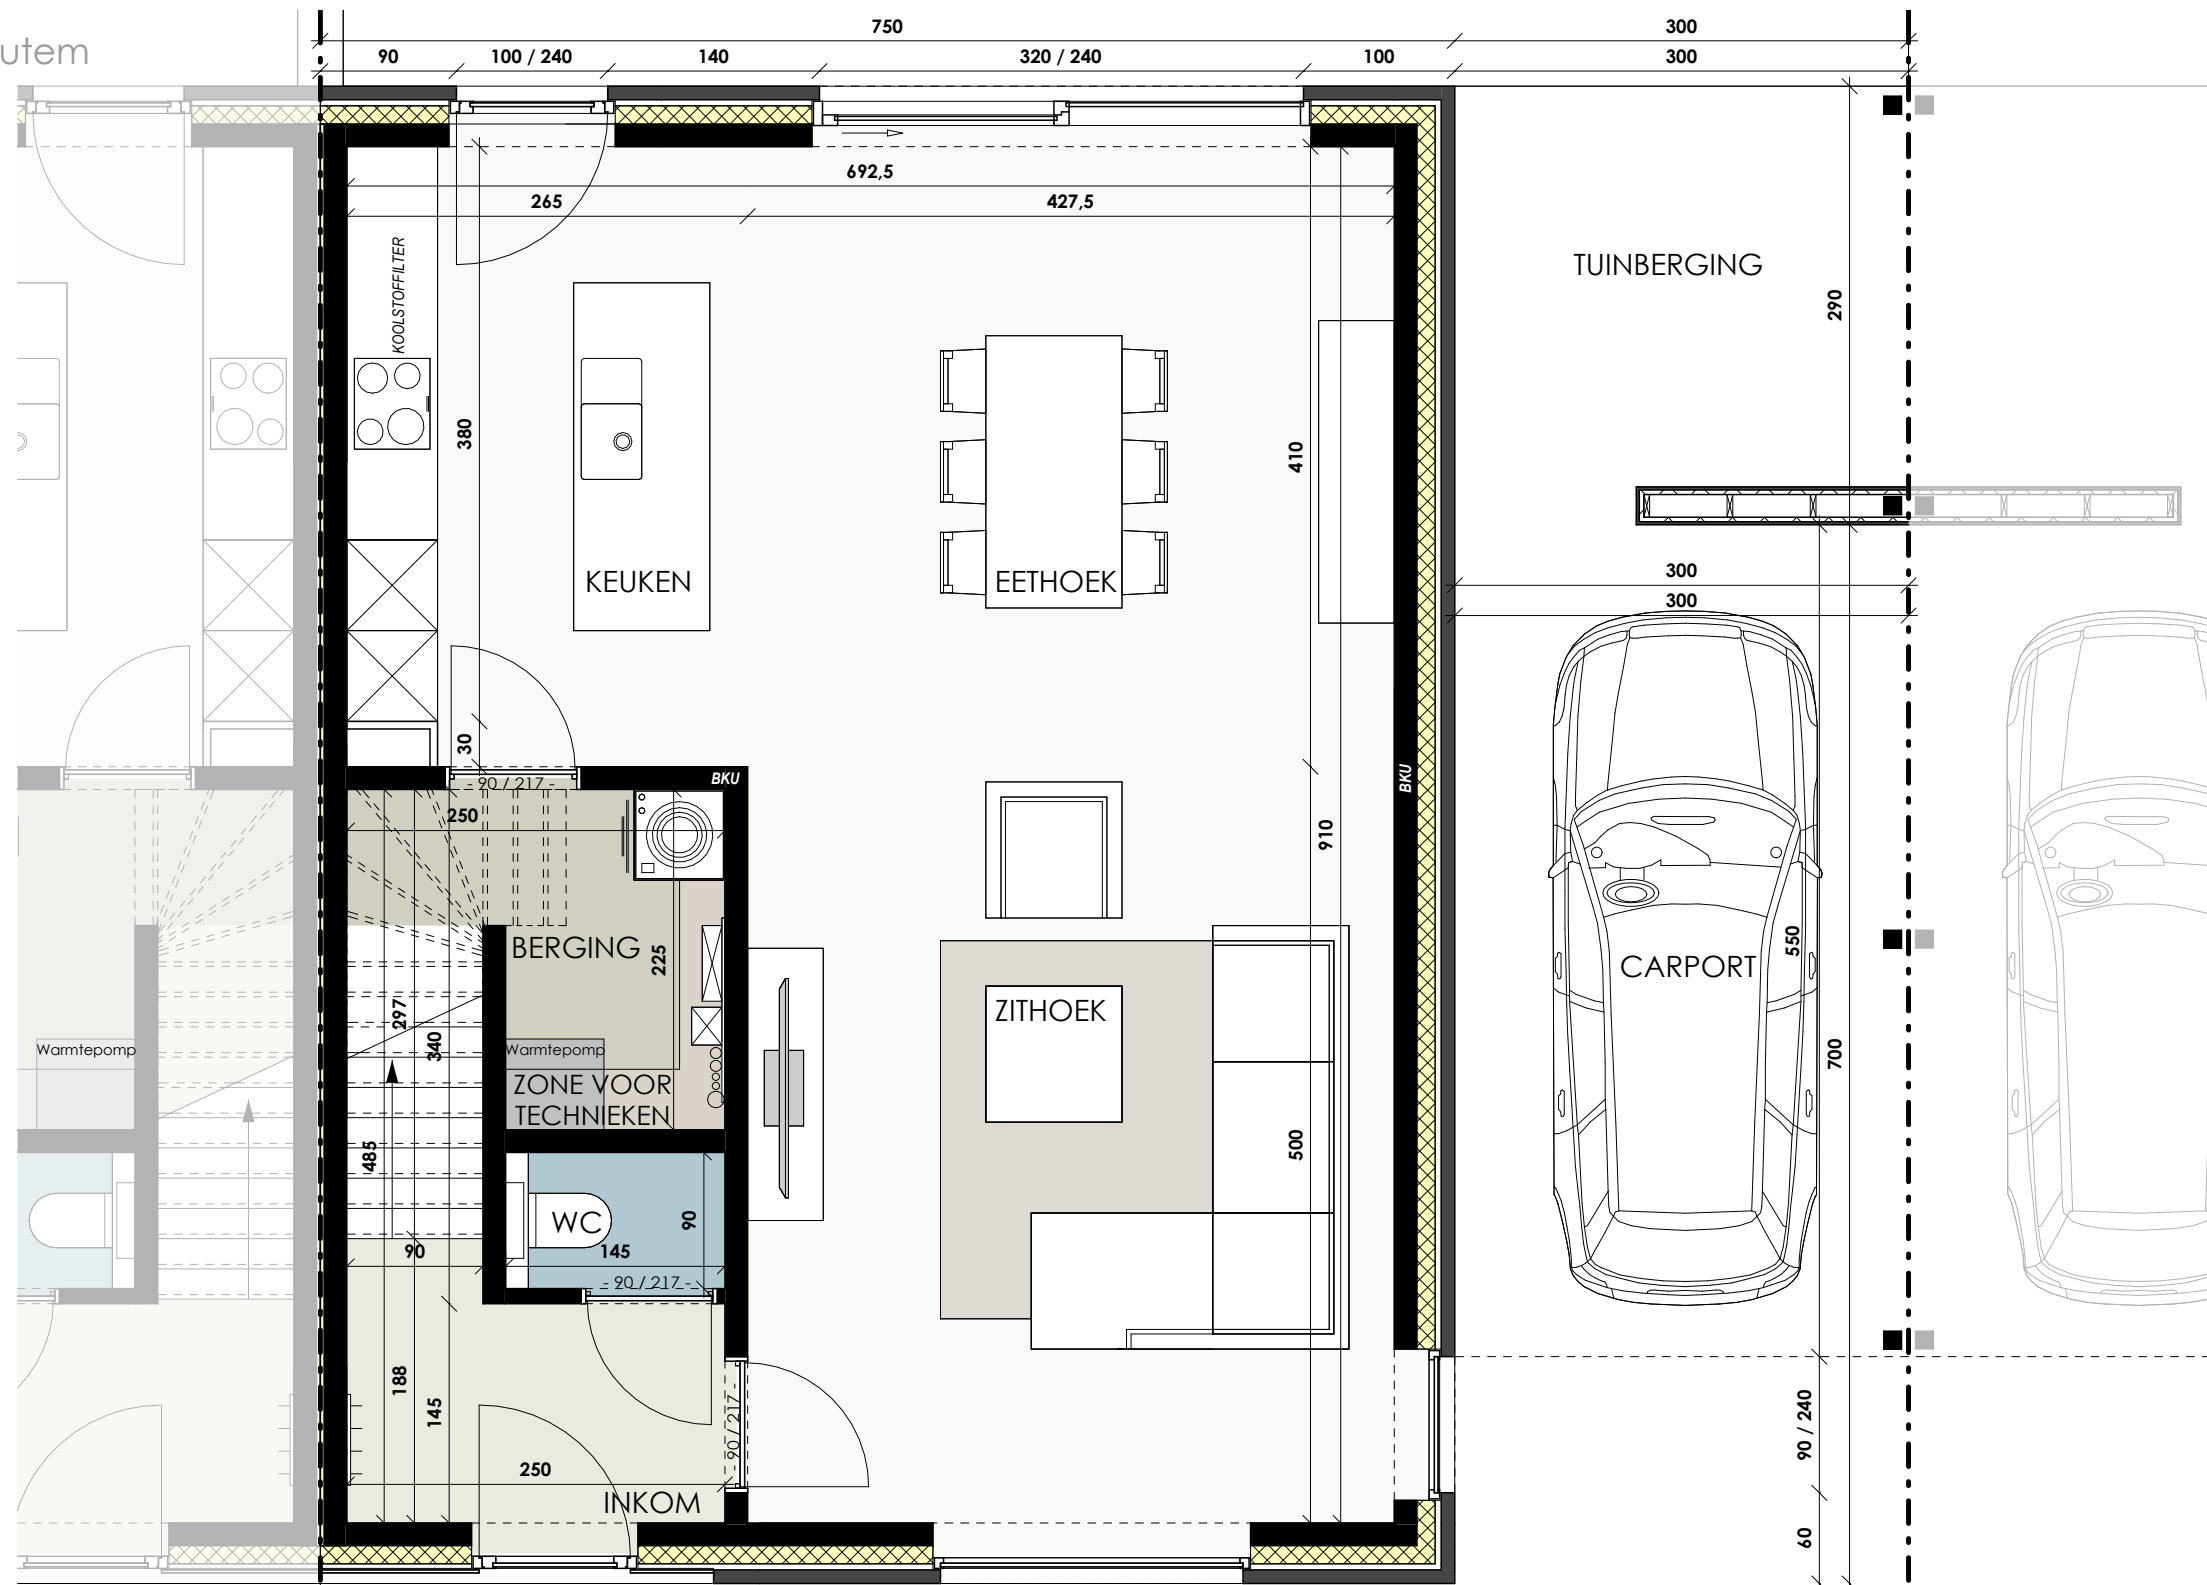 utem
750
300
90
100 / 240
140
320 / 240
100
300
692,5
265
427,5
KOOLSTOFFILTER
TUINBERGING
290
380
410
KEUKEN
EETHOEK
300
300
30
- 90 / 217 -
BKU
BKU
250
910
BERGING
225
550
CARPORT
297
340
ZITHOEK
Warmtepomp
Warmtepomp
700
ZONE VOOR
TECHNIEKEN
485
500
WC
90
90
145
- 90 / 217 -
188
145
- 90 / 217 -
90 / 240
250
INKOM
60